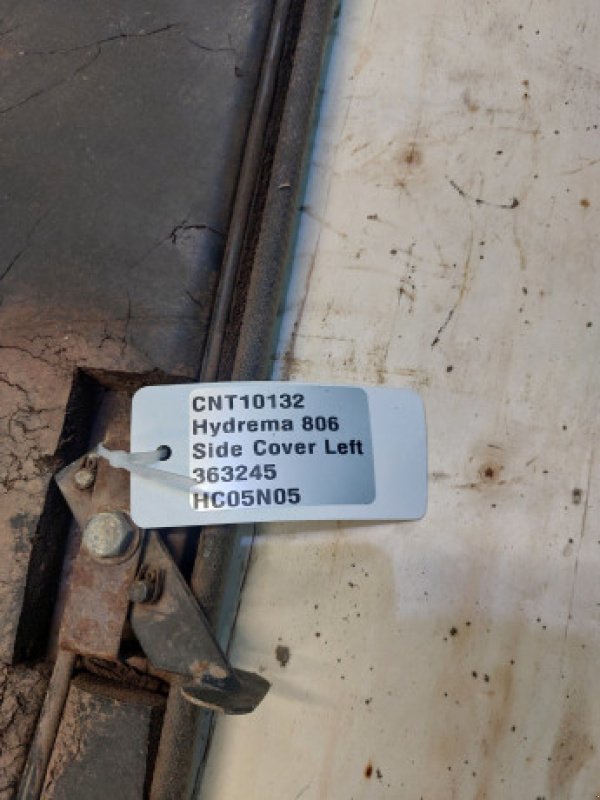 CNT10132
Hydrema 806
Side Cover Left
363245
HC05N05